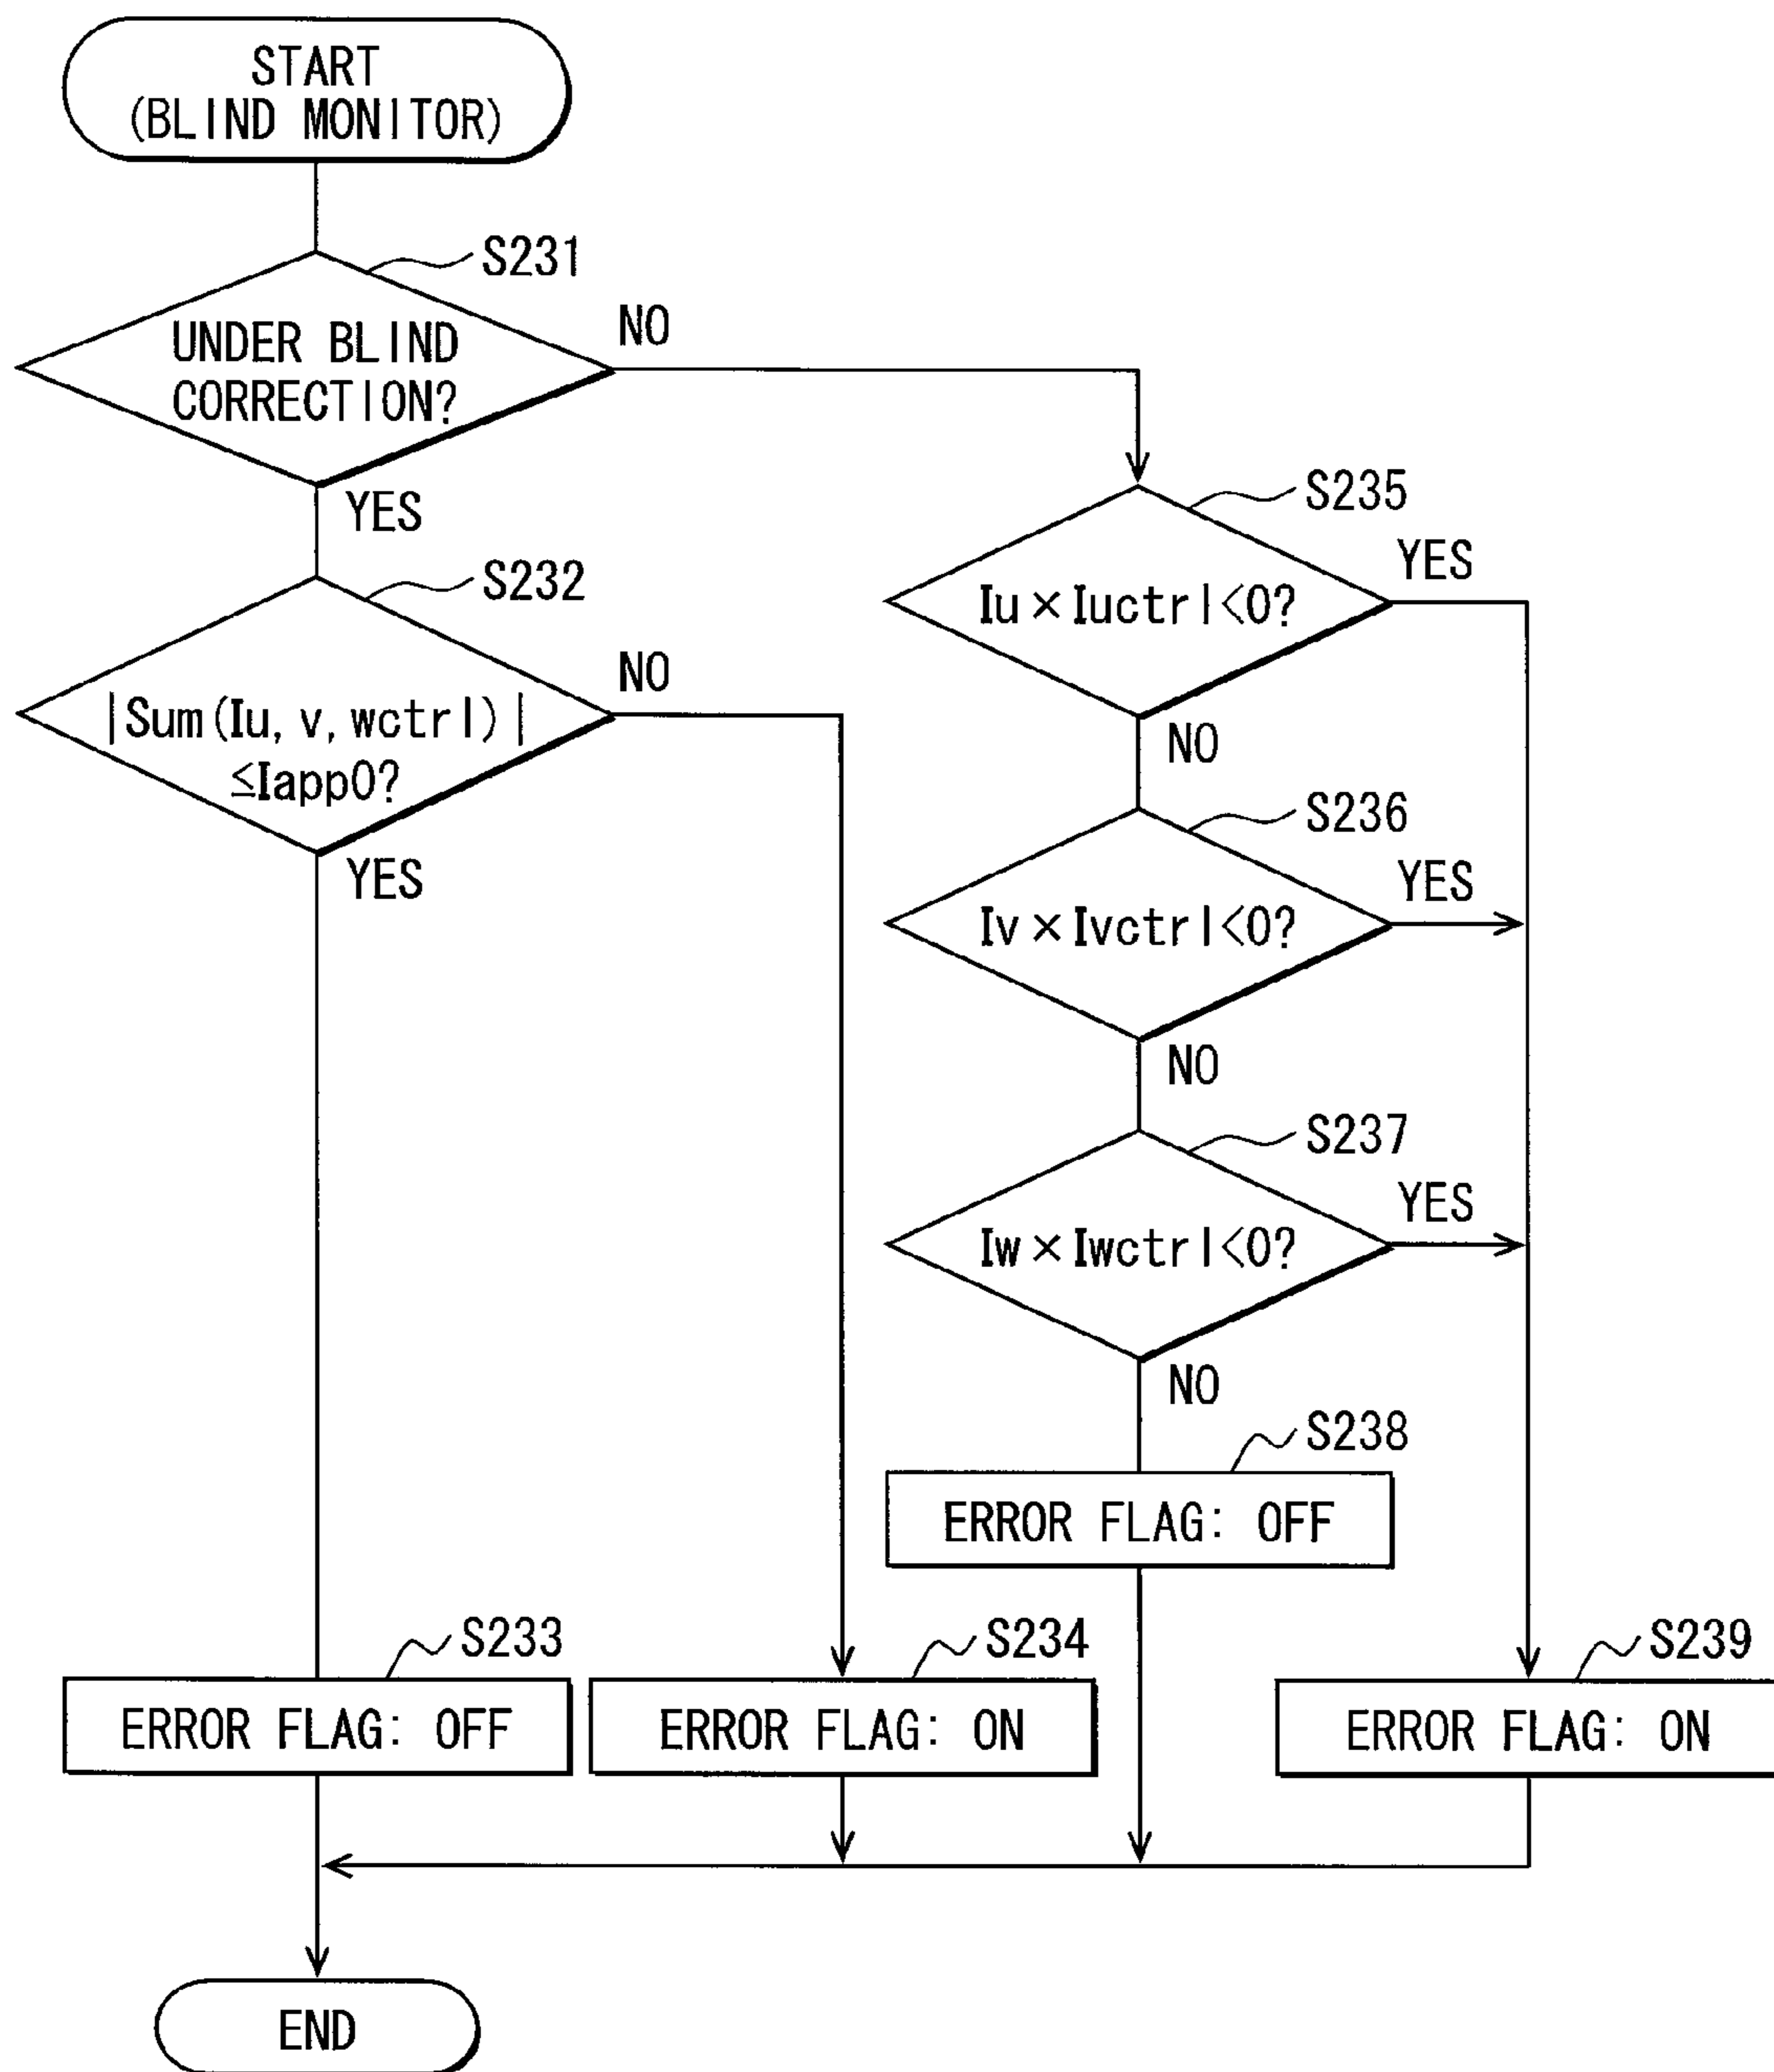 START
(BLIND MONITOR)
S231
UNDER BLIND
CORRECTION?
NO
YES
S232
|Sum(Iu, v, wctrl)|
≦Iapp0?
NO
YES
S235
Iu×Iuctrl<0?
YES
NO
S236
Iv×Ivctrl<0?
YES
NO
S237
Iw×Iwctrl<0?
YES
NO
S238
ERROR FLAG: OFF
S233
ERROR FLAG: OFF
S234
ERROR FLAG: ON
S239
ERROR FLAG: ON
END